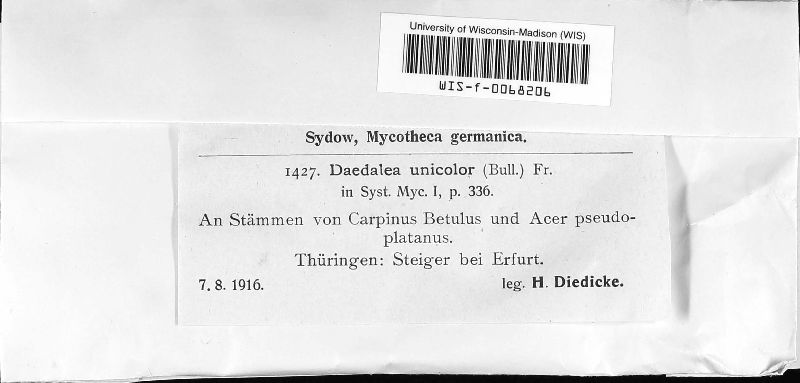 University of Wisconsin-Madison (WIS)
WIS-f-0068206
Sydow, Mycotheca germanica.
1427. Daedalea unicolor (Bull.) Fr.
in Syst. Myc. I, p. 336.
An Stämmen von Carpinus Betulus und Acer pseudo-
platanus.
Thüringen: Steiger bei Erfurt.
7. 8. 1916. leg. H. Diedicke.